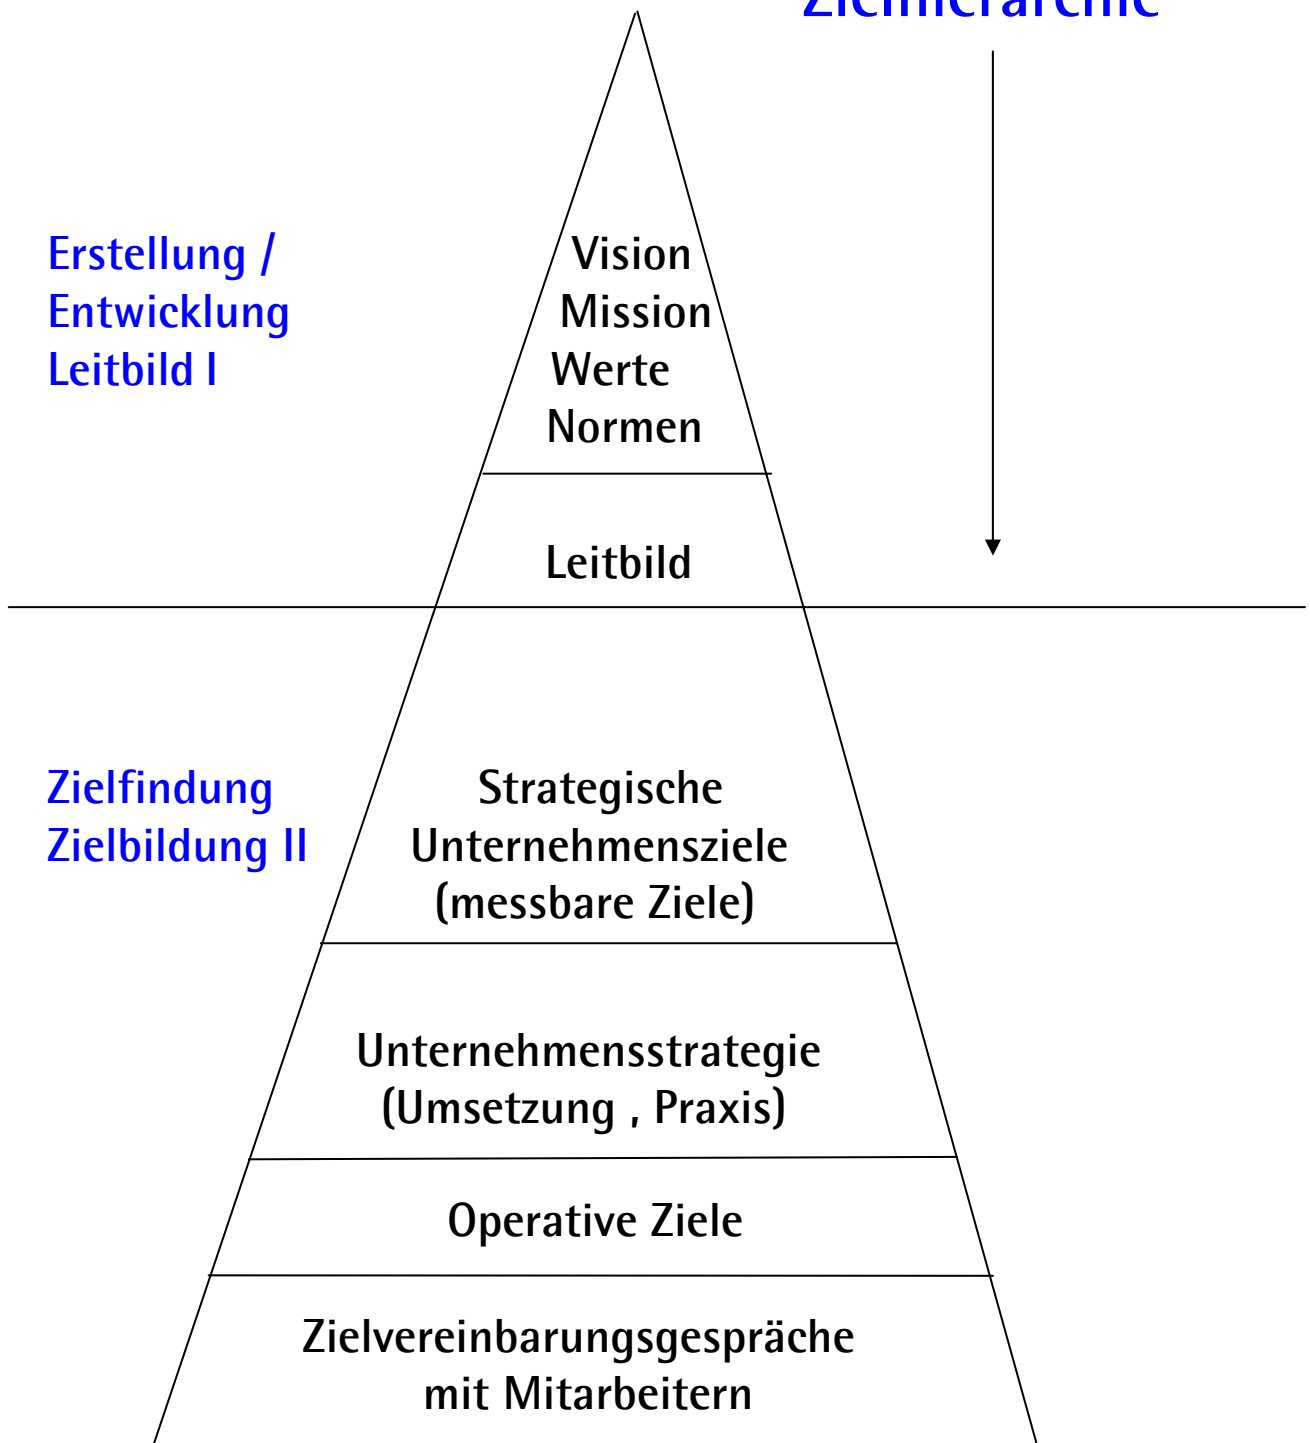 Zielhierarchie
Erstellung /
Entwicklung
Leitbild I
Vision
Mission
Werte
Normen
Leitbild
Zielfindung
Zielbildung II
Strategische
Unternehmensziele
(messbare Ziele)
Unternehmensstrategie
(Umsetzung , Praxis)
Operative Ziele
Zielvereinbarungsgespräche
mit Mitarbeitern